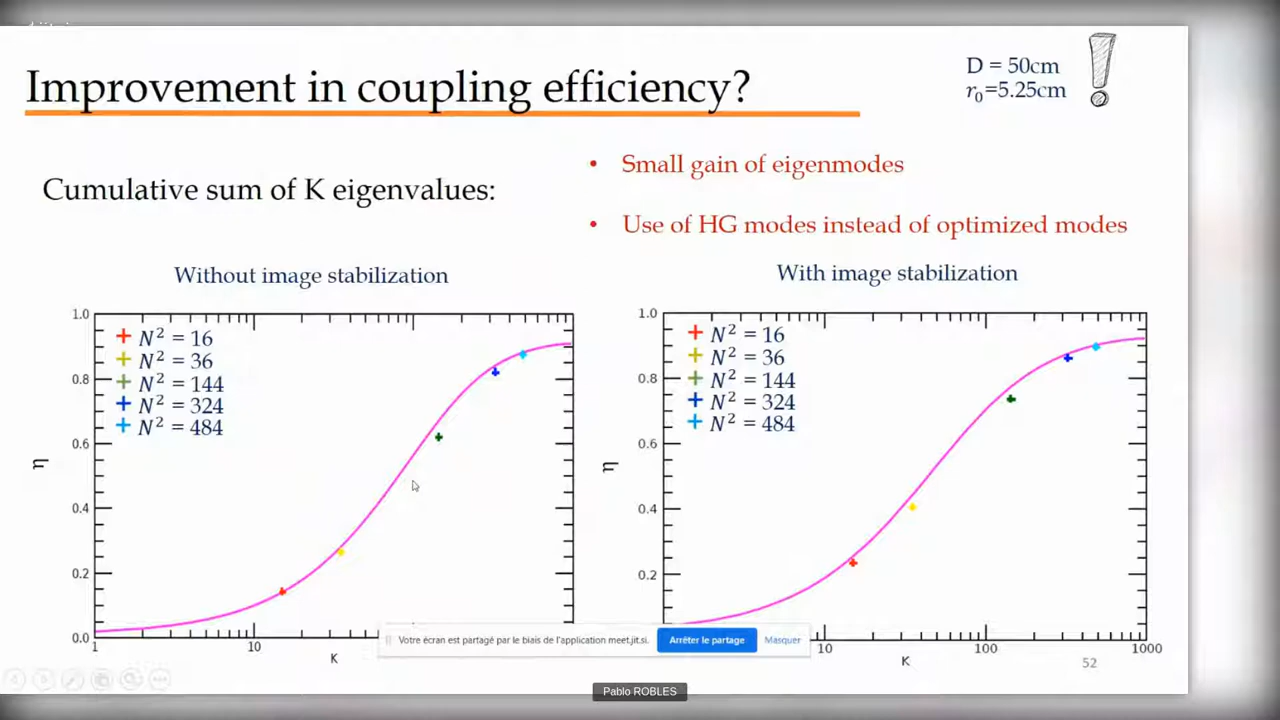 Improvement in coupling efficiency?
D = 50cm
r₀=5.25cm
Cumulative sum of K eigenvalues:
• Small gain of eigenmodes
• Use of HG modes instead of optimized modes
Without image stabilization
1.0
0.8
0.6
0.4
0.2
0.0
η
N² = 16
N² = 36
N² = 144
N² = 324
N² = 484
1
10
K
With image stabilization
1.0
0.8
0.6
0.4
0.2
η
N² = 16
N² = 36
N² = 144
N² = 324
N² = 484
10
100
1000
K
52
Votre écran est partagé par le biais de l'application meet.jit.si.
Arrêter le partage
Masquer
Pablo ROBLES